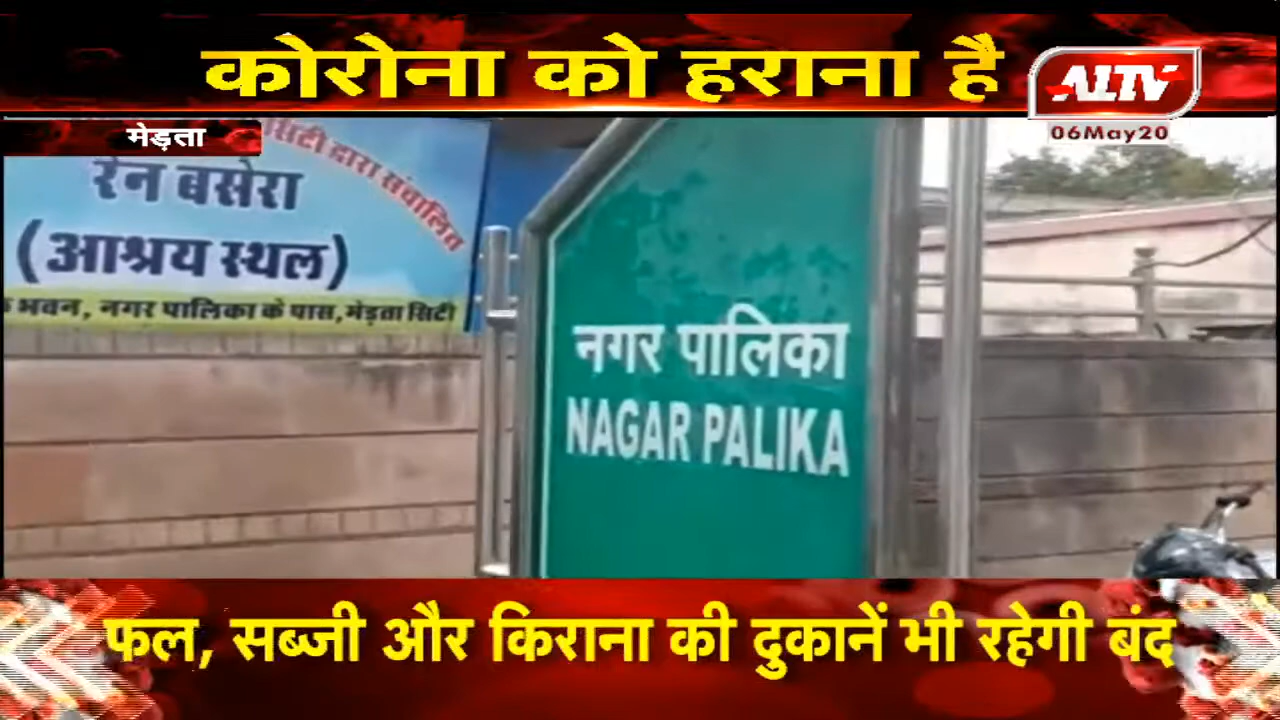 कोरोना को हराना है
ALTV
06May20
मेड़ता
सिटी द्वारा संचालित
रेन बसेरा
(आश्रय स्थल)
भवन, नगर पालिका के पास, मेड़ता सिटी
नगर पालिका
NAGAR PALIKA
फल, सब्जी और किराना की दुकानें भी रहेगी बंद